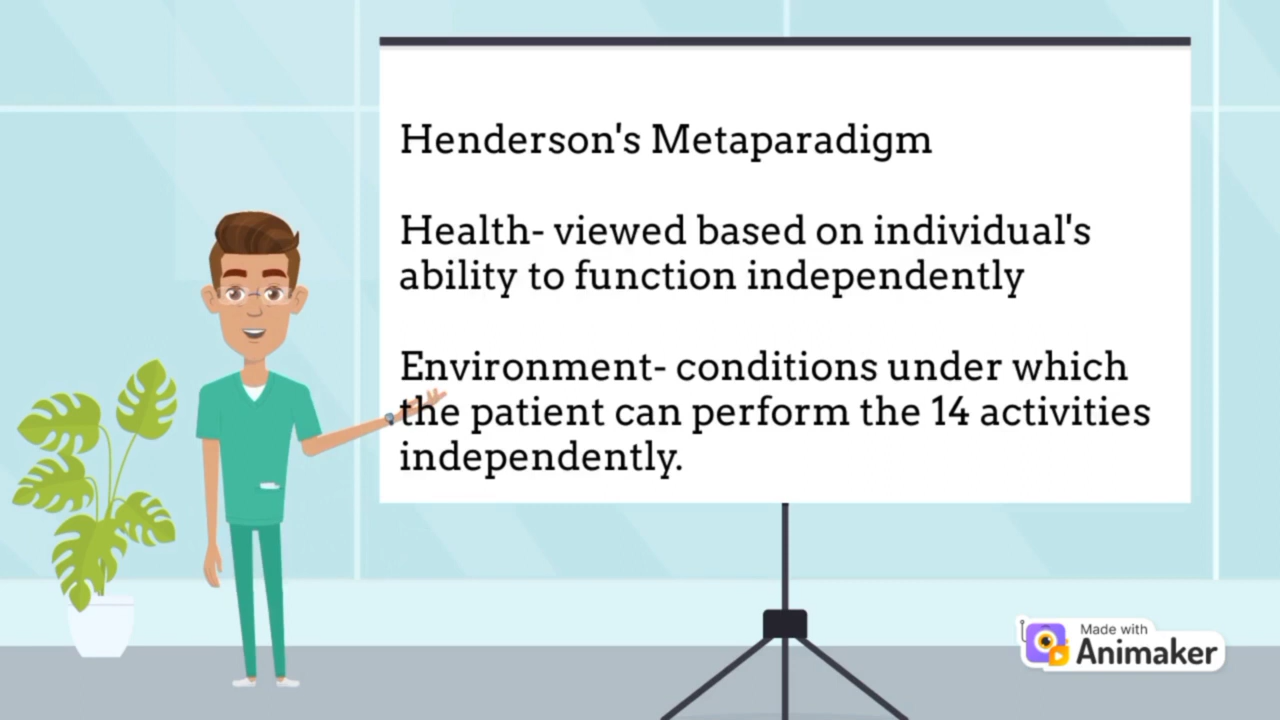 Henderson's Metaparadigm
Health- viewed based on individual's
ability to function independently
Environment- conditions under which
the patient can perform the 14 activities
independently.
Made with
Animaker